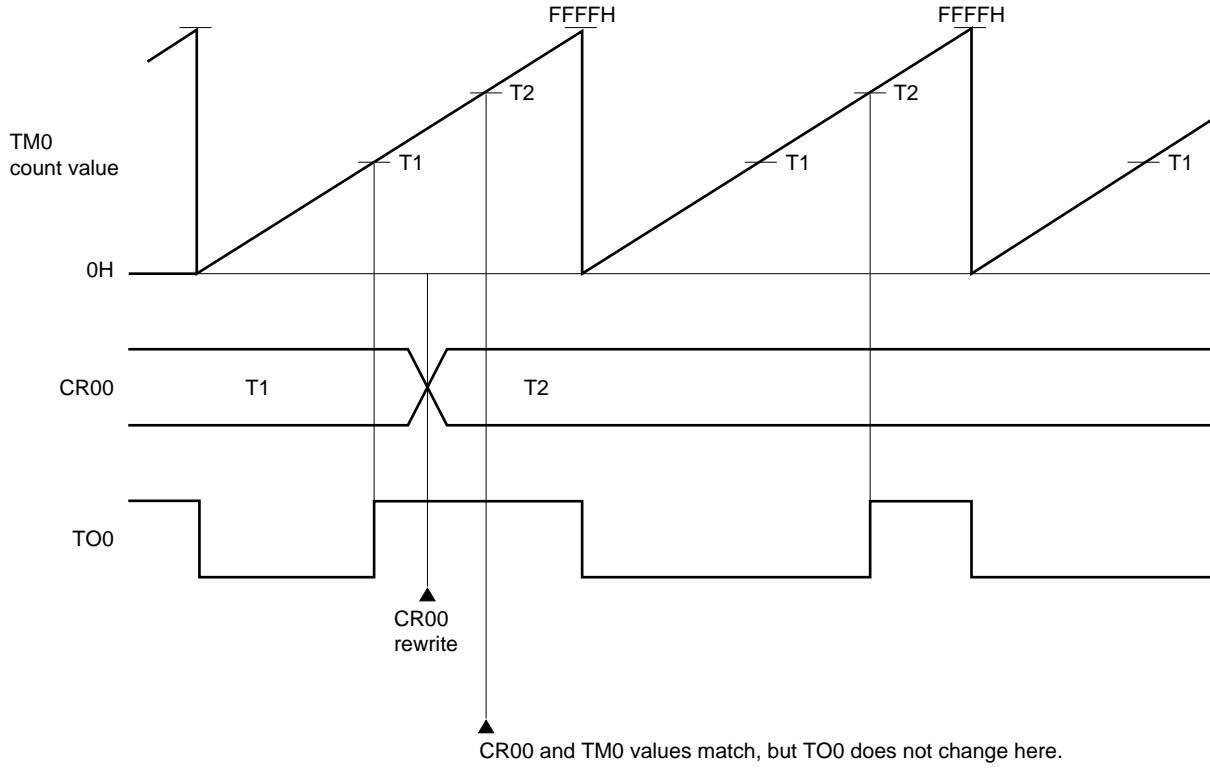 FFFFH
FFFFH
T2
T2
TM0
count value
T1
T1
T1
0H
CR00
T1
T2
TO0
CR00
rewrite
CR00 and TM0 values match, but TO0 does not change here.